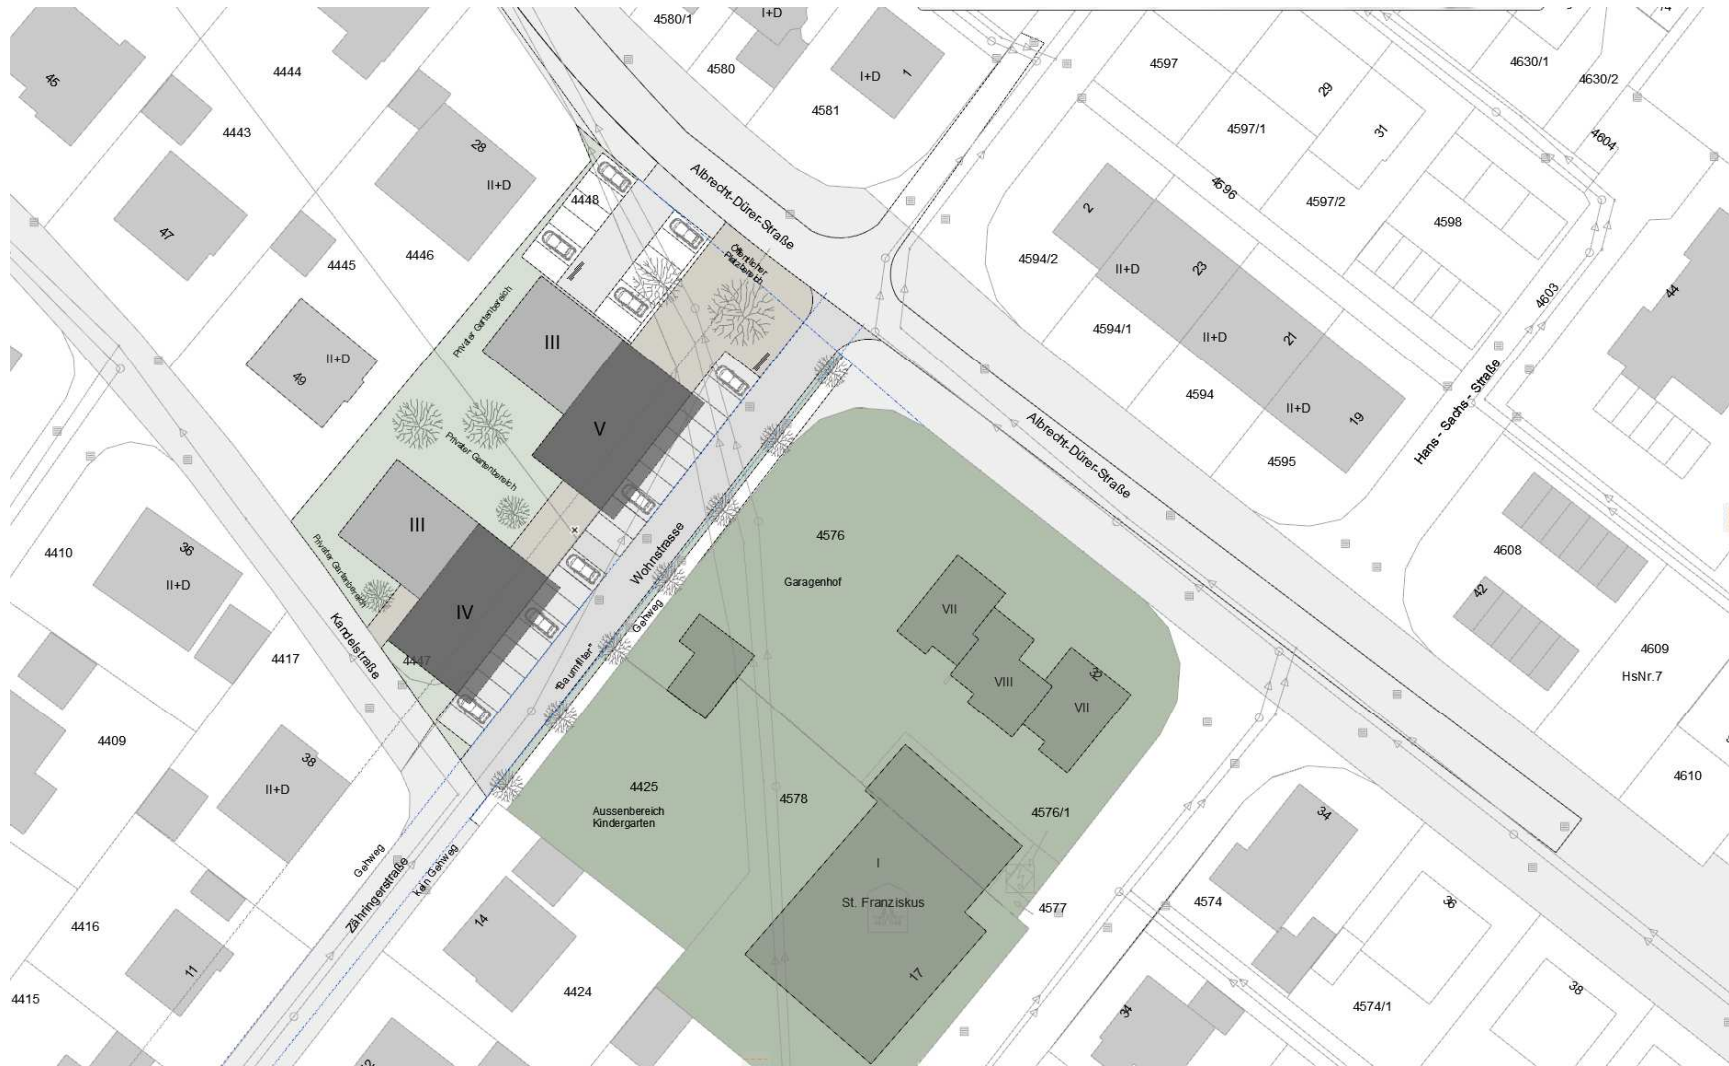 4580/1
I+D
4630/1
4630/2
4580
4597
I+D
1
4581
29
45
4444
4443
28
II+D
4597/1
31
4604
Albrecht-Dürer-Straße
4448
4596
4597/2
4598
2
47
4446
4445
Öffentlicher
Platzbereich
4594/2
II+D
23
44
4603
Privater Gartenbereich
4594/1
II+D
21
III
49
II+D
4594
II+D
19
Hans - Sachs - Straße
V
Privater Gartenbereich
Albrecht-Dürer-Straße
4595
III
4576
Wohnstrasse
Garagenhof
4410
36
II+D
Privater Gartenbereich
4608
42
IV
Gehweg
VII
Kandelstraße
4447
4417
"Baumfilter"
VIII
32
VII
4609
HsNr.7
4409
38
II+D
4425
Aussenbereich
Kindergarten
4578
4576/1
4610
34
Gehweg
Zähringerstraße
Kein Gehweg
I
St. Franziskus
4577
4574
36
4416
14
11
17
4415
4424
34
4574/1
38